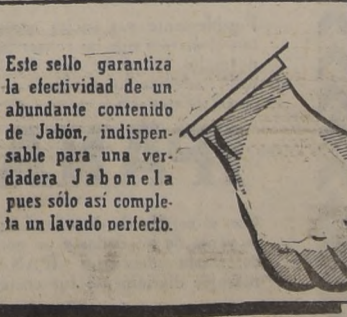 Este sello garantiza
la efectividad de un
abundante contenido
de Jabón, indispen-
sable para una ver-
dadera Jabonela
pues sólo así comple-
ta un lavado perfecto.